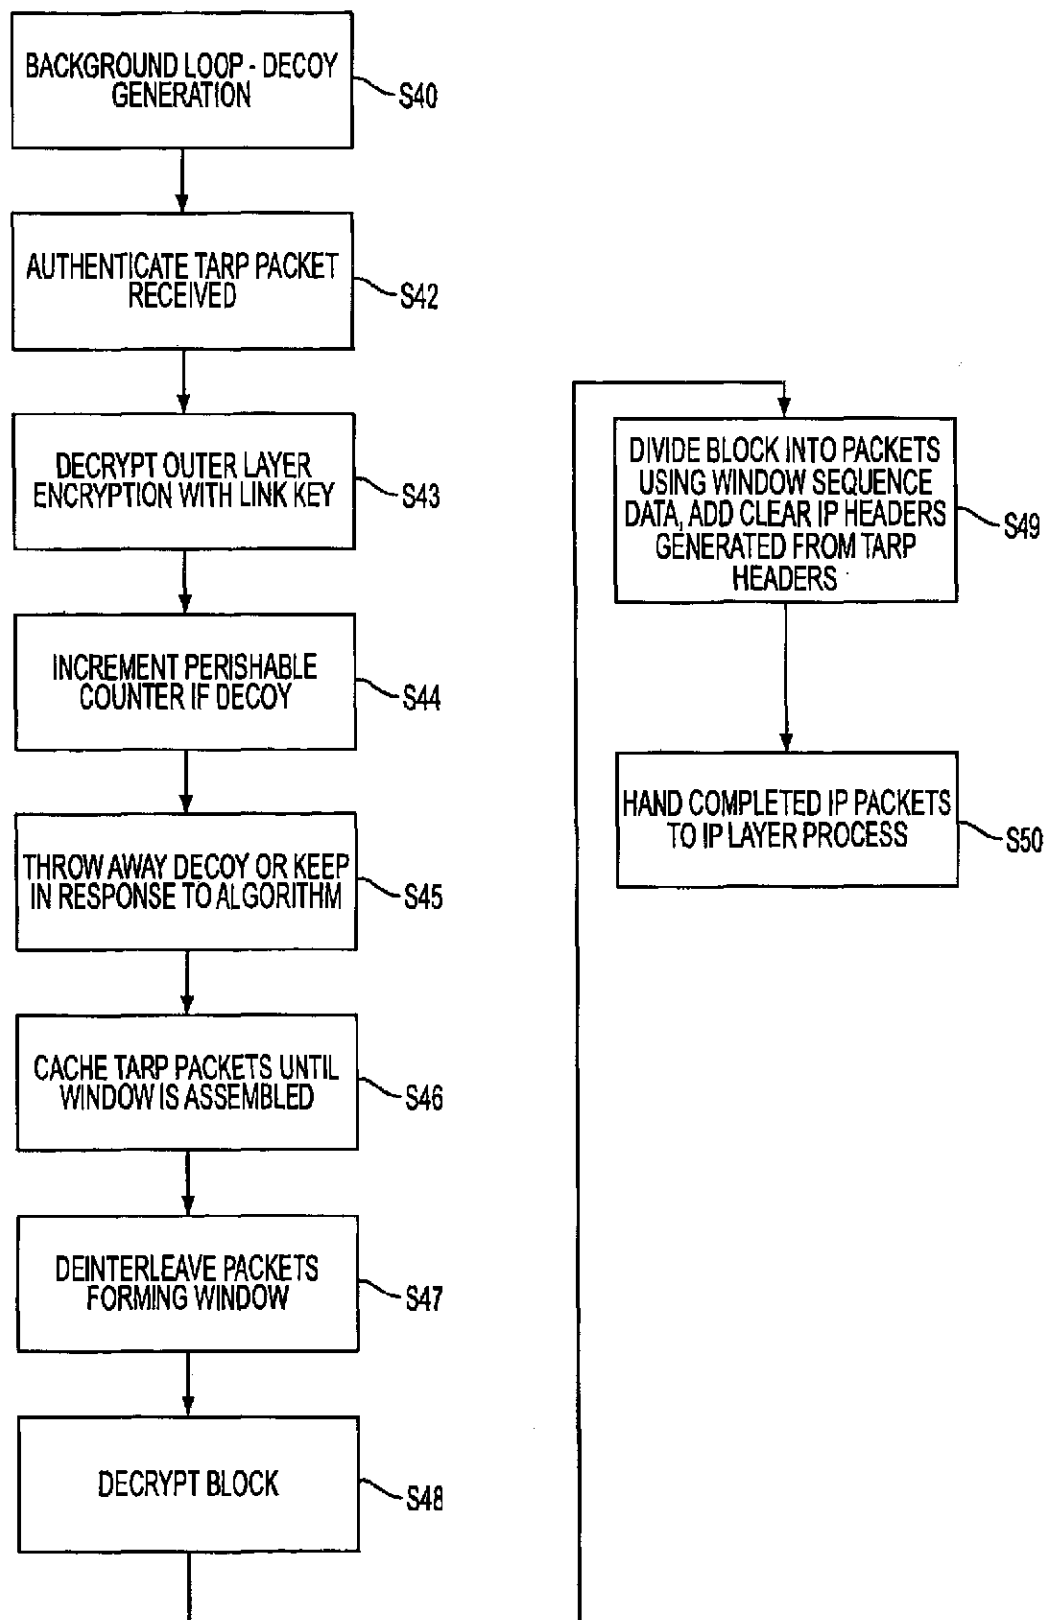 BACKGROUND LOOP - DECOY
GENERATION
S40
AUTHENTICATE TARP PACKET
RECEIVED
S42
DECRYPT OUTER LAYER
ENCRYPTION WITH LINK KEY
S43
INCREMENT PERISHABLE
COUNTER IF DECOY
S44
THROW AWAY DECOY OR KEEP
IN RESPONSE TO ALGORITHM
S45
CACHE TARP PACKETS UNTIL
WINDOW IS ASSEMBLED
S46
DEINTERLEAVE PACKETS
FORMING WINDOW
S47
DECRYPT BLOCK
S48
DIVIDE BLOCK INTO PACKETS
USING WINDOW SEQUENCE
DATA, ADD CLEAR IP HEADERS
GENERATED FROM TARP
HEADERS
S49
HAND COMPLETED IP PACKETS
TO IP LAYER PROCESS
S50